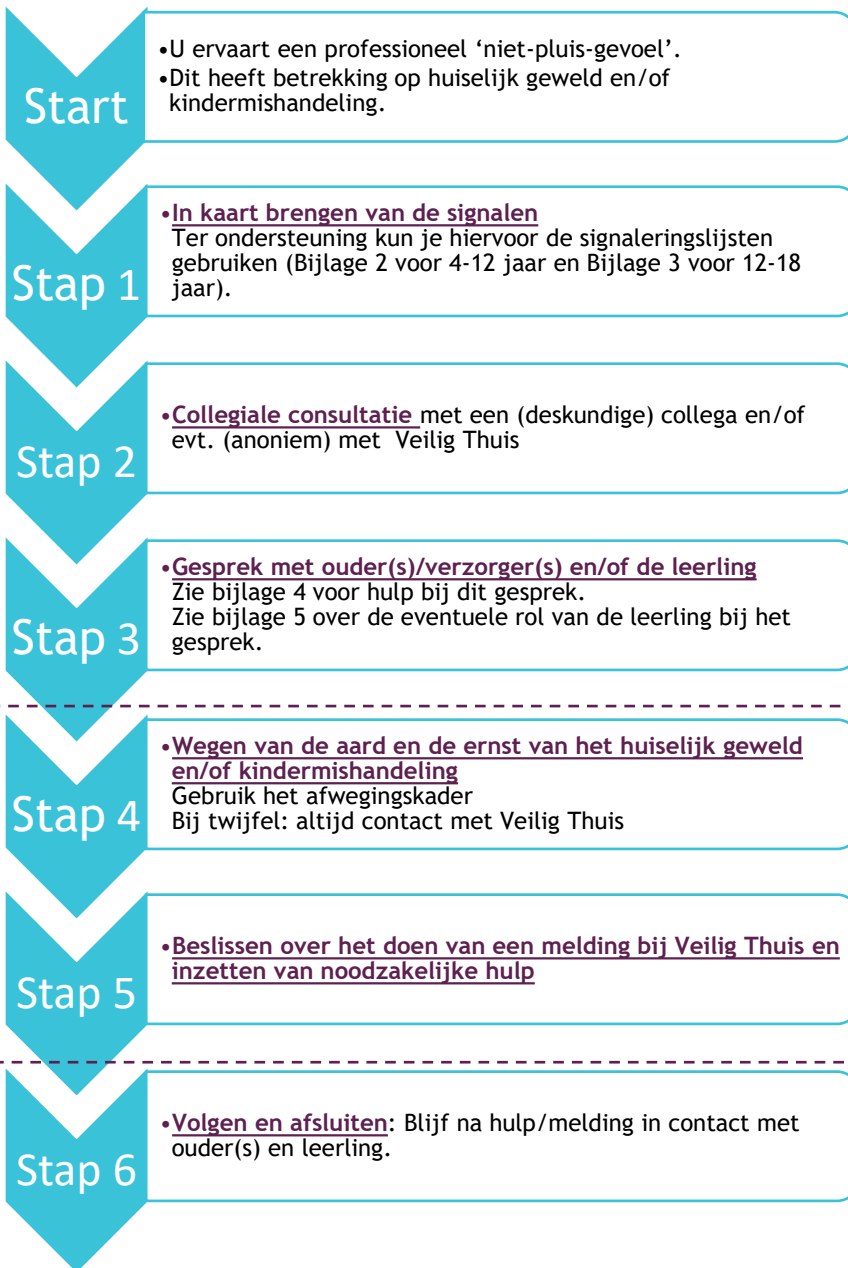 Start
•U ervaart een professioneel ‘niet-pluis-gevoel’.
•Dit heeft betrekking op huiselijk geweld en/of
kindermishandeling.
Stap 1
•In kaart brengen van de signalen
Ter ondersteuning kun je hiervoor de signaleringslijsten
gebruiken (Bijlage 2 voor 4-12 jaar en Bijlage 3 voor 12-18
jaar).
Stap 2
•Collegiale consultatie met een (deskundige) collega en/of
evt. (anoniem) met  Veilig Thuis
Stap 3
•Gesprek met ouder(s)/verzorger(s) en/of de leerling
Zie bijlage 4 voor hulp bij dit gesprek.
Zie bijlage 5 over de eventuele rol van de leerling bij het
gesprek.
Stap 4
•Wegen van de aard en de ernst van het huiselijk geweld
en/of kindermishandeling
Gebruik het afwegingskader
Bij twijfel: altijd contact met Veilig Thuis
Stap 5
•Beslissen over het doen van een melding bij Veilig Thuis en
inzetten van noodzakelijke hulp
Stap 6
•Volgen en afsluiten: Blijf na hulp/melding in contact met
ouder(s) en leerling.